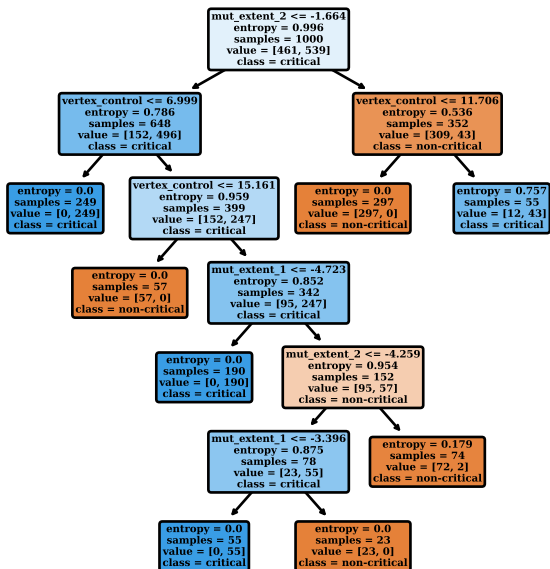 mut_extent_2 <= -1.664
entropy = 0.996
samples = 1000
value = [461, 539]
class = critical
vertex_control <= 6.999
entropy = 0.786
samples = 648
value = [152, 496]
class = critical
vertex_control <= 11.706
entropy = 0.536
samples = 352
value = [309, 43]
class = non-critical
entropy = 0.0
samples = 249
value = [0, 249]
class = critical
vertex_control <= 15.161
entropy = 0.959
samples = 399
value = [152, 247]
class = critical
entropy = 0.0
samples = 297
value = [297, 0]
class = non-critical
entropy = 0.757
samples = 55
value = [12, 43]
class = critical
entropy = 0.0
samples = 57
value = [57, 0]
class = non-critical
mut_extent_1 <= -4.723
entropy = 0.852
samples = 342
value = [95, 247]
class = critical
entropy = 0.0
samples = 190
value = [0, 190]
class = critical
mut_extent_2 <= -4.259
entropy = 0.954
samples = 152
value = [95, 57]
class = non-critical
mut_extent_1 <= -3.396
entropy = 0.875
samples = 78
value = [23, 55]
class = critical
entropy = 0.179
samples = 74
value = [72, 2]
class = non-critical
entropy = 0.0
samples = 55
value = [0, 55]
class = critical
entropy = 0.0
samples = 23
value = [23, 0]
class = non-critical